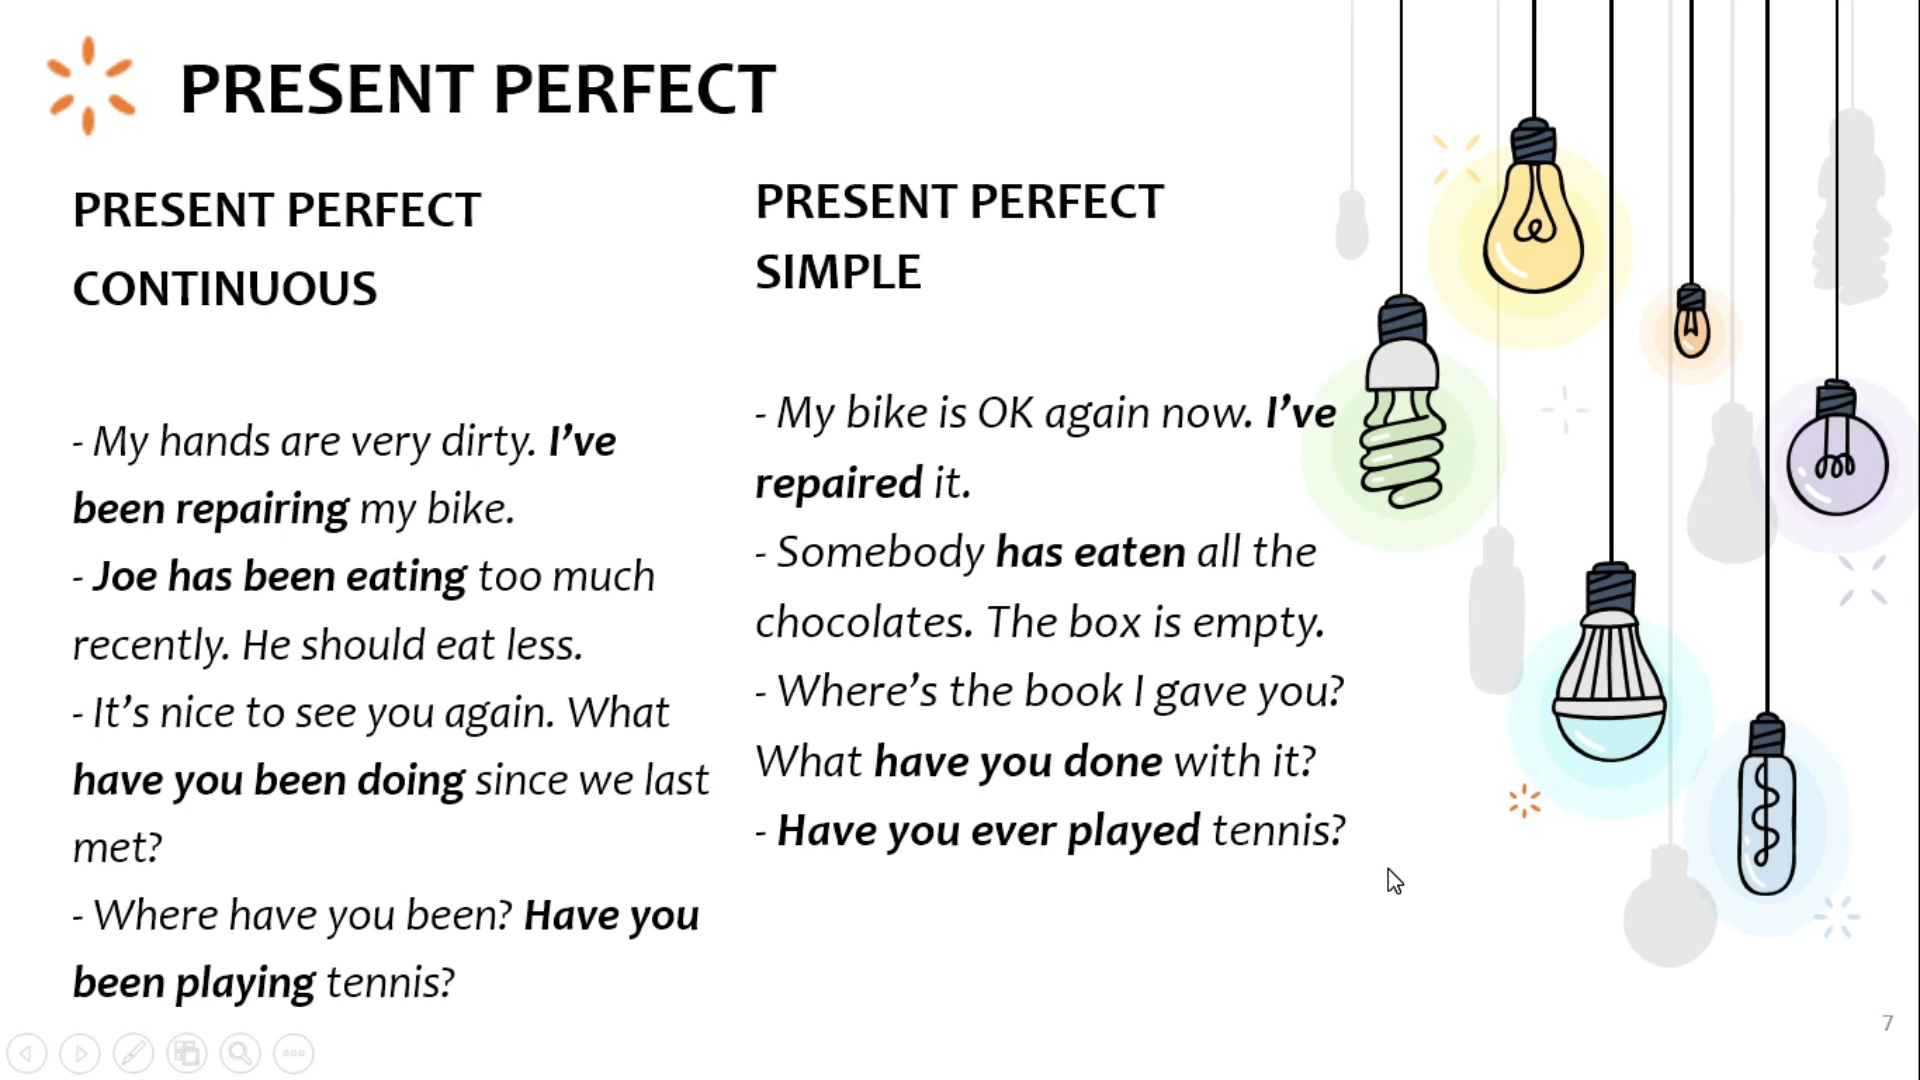 PRESENT PERFECT
PRESENT PERFECT
CONTINUOUS
- My hands are very dirty. I’ve
been repairing my bike.
- Joe has been eating too much
recently. He should eat less.
- It’s nice to see you again. What
have you been doing since we last
met?
- Where have you been? Have you
been playing tennis?
PRESENT PERFECT
SIMPLE
- My bike is OK again now. I’ve
repaired it.
- Somebody has eaten all the
chocolates. The box is empty.
- Where’s the book I gave you?
What have you done with it?
- Have you ever played tennis?
7